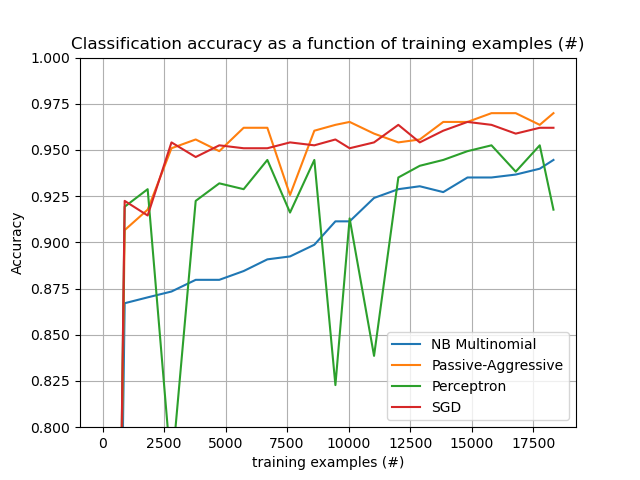 Classification accuracy as a function of training examples (#)
1.000
0.975
0.950
0.925
0.900
0.875
0.850
0.825
0.800
Accuracy
NB Multinomial
Passive-Aggressive
Perceptron
SGD
0 2500 5000 7500 10000 12500 15000 17500
training examples (#)